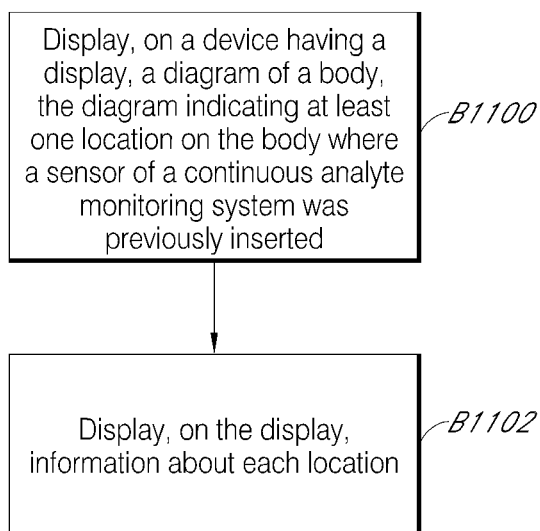 Display, on a device having a
display, a diagram of a body,
the diagram indicating at least
one location on the body where
a sensor of a continuous analyte
monitoring system was
previously inserted
B1100
Display, on the display,
information about each location
B1102